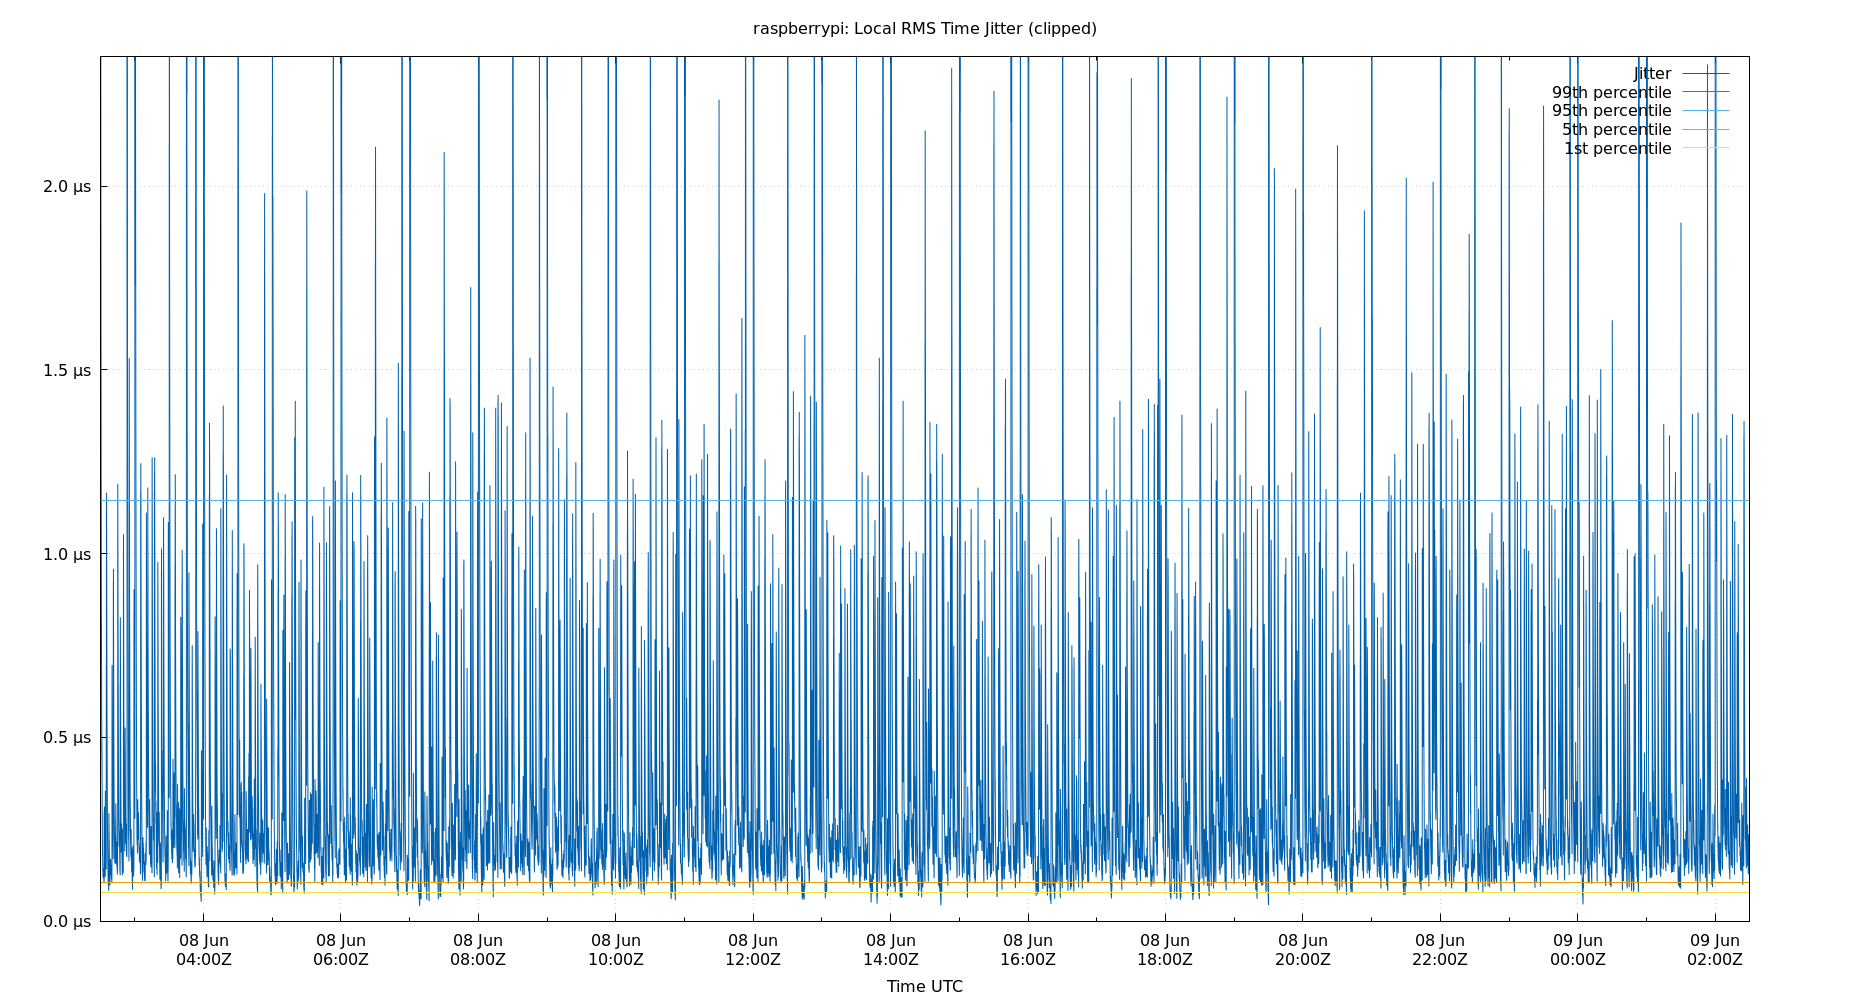 raspberrypi: Local RMS Time Jitter (clipped)
Jitter
99th percentile
95th percentile
5th percentile
1st percentile
2.0 µs
1.5 µs
1.0 µs
0.5 µs
0.0 µs
08 Jun 08 Jun 08 Jun 08 Jun 08 Jun 08 Jun 08 Jun 08 Jun 08 Jun 08 Jun 09 Jun 09 Jun
04:00Z 06:00Z 08:00Z 10:00Z 12:00Z 14:00Z 16:00Z 18:00Z 20:00Z 22:00Z 00:00Z 02:00Z
Time UTC